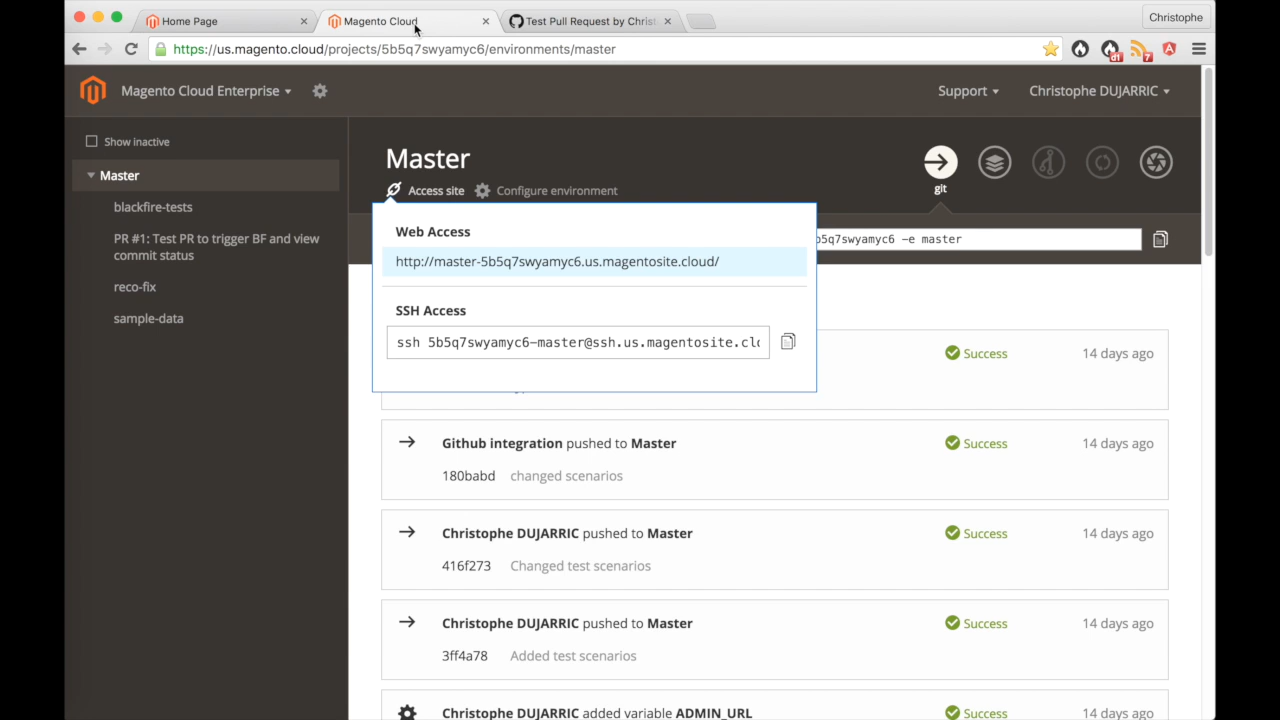 Home Page
Magento Cloud
Test Pull Request by Christ
Christophe
https://us.magento.cloud/projects/5b5q7swyamyc6/environments/master
d1
7
Magento Cloud Enterprise
Support
Christophe DUJARRIC
Show inactive
Master
blackfire-tests
PR #1: Test PR to trigger BF and view
commit status
reco-fix
sample-data
Master
Access site
Configure environment
git
b5q7swyamyc6 -e master
Web Access
http://master-5b5q7swyamyc6.us.magentosite.cloud/
SSH Access
ssh 5b5q7swyamyc6-master@ssh.us.magentosite.clo
Success
14 days ago
Github integration pushed to Master
Success
14 days ago
180babd changed scenarios
Christophe DUJARRIC pushed to Master
Success
14 days ago
416f273 Changed test scenarios
Christophe DUJARRIC pushed to Master
Success
14 days ago
3ff4a78 Added test scenarios
Christophe DUJARRIC added variable ADMIN_URL
Success
14 days ago